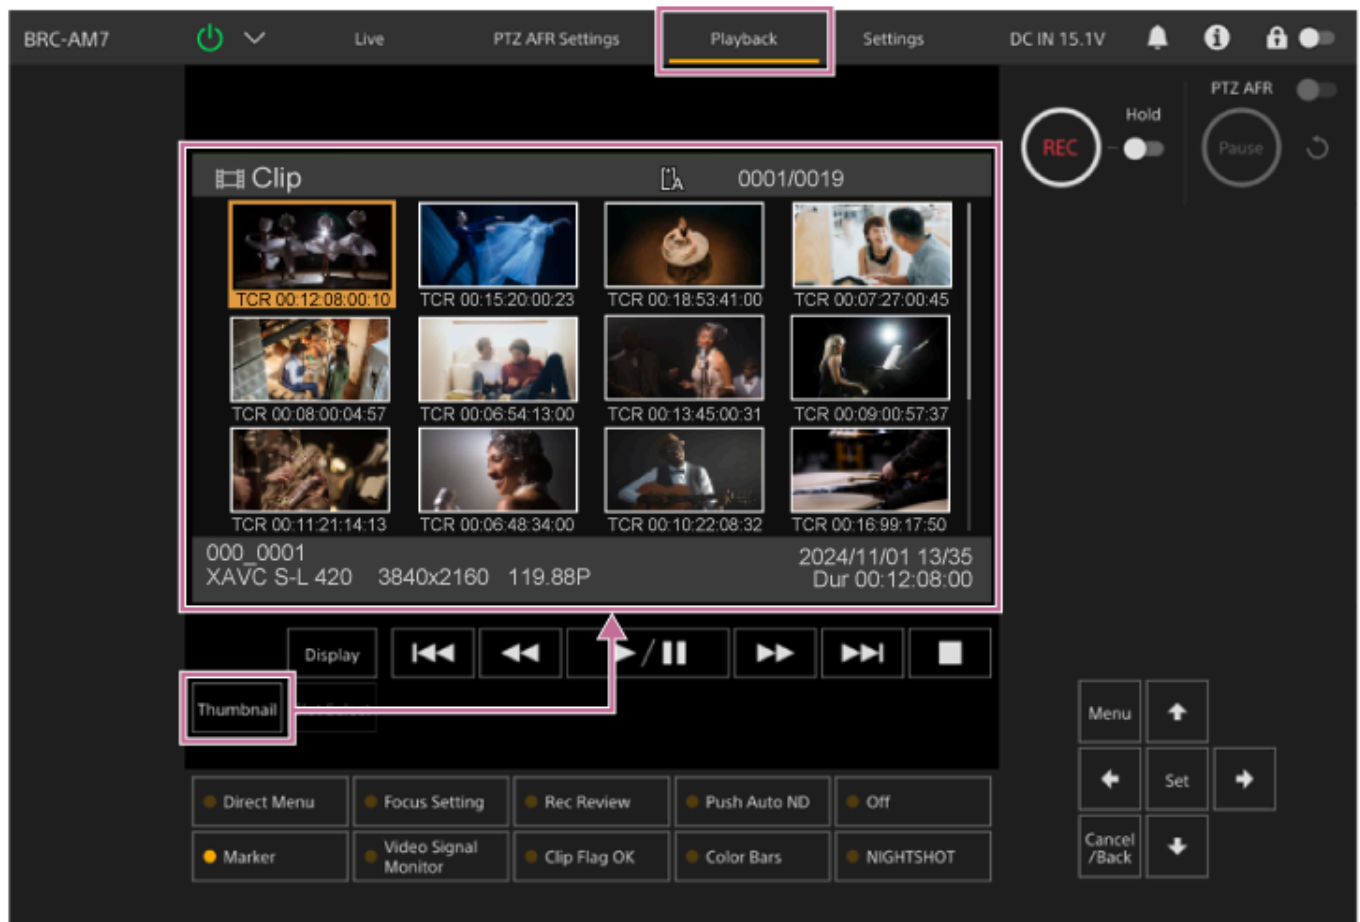 BRC-AM7 Live PTZ AFR Settings Playback Settings DC IN 15.1V
PTZ AFR
Hold
REC Pause
Clip A 0001/0019
TCR 00:12:08:00:10 TCR 00:15:20:00:23 TCR 00:18:53:41:00 TCR 00:07:27:00:45
TCR 00:08:00:04:57 TCR 00:06:54:13:00 TCR 00:13:45:00:31 TCR 00:09:00:57:37
TCR 00:11:21:14:13 TCR 00:06:48:34:00 TCR 00:10:22:08:32 TCR 00:16:99:17:50
000_0001 2024/11/01 13/35
XAVC S-L 420 3840x2160 119.88P Dur 00:12:08:00
Display
Thumbnail
Menu
Set
Cancel
/Back
Direct Menu Focus Setting Rec Review Push Auto ND Off
Marker Video Signal
Monitor Clip Flag OK Color Bars NIGHTSHOT